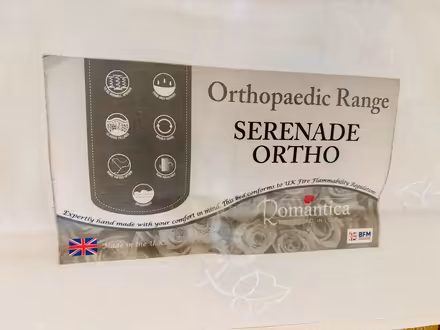 Orthopaedic Range
SERENADE
ORTHO
Expertly hand made with your comfort in mind. This bed conforms to UK Fire Flammability Regulations
Romantica
Made in the U.K.
BFM